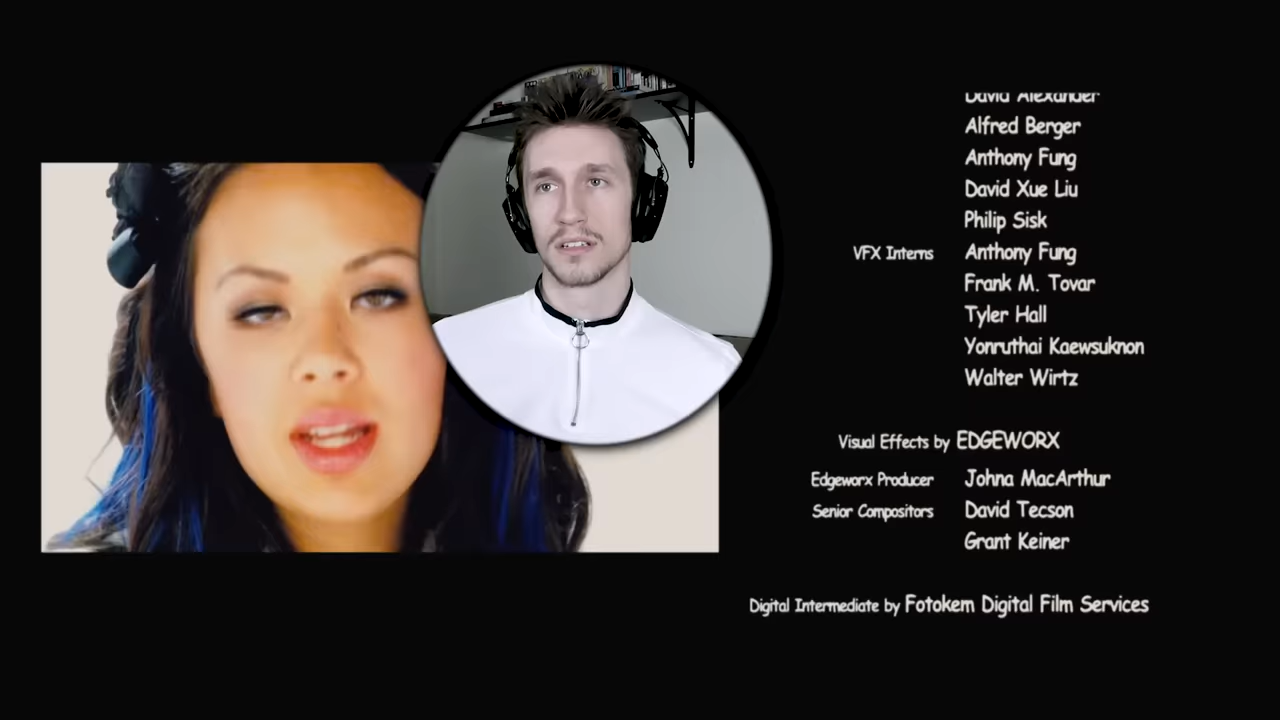 David Alexander
Alfred Berger
Anthony Fung
David Xue Liu
Philip Sisk
VFX Interns Anthony Fung
Frank M. Tovar
Tyler Hall
Yonruthai Kaewsuknon
Walter Wirtz
Visual Effects by EDGEWORX
Edgeworx Producer Johna MacArthur
Senior Compositors David Tecson
Grant Keiner
Digital Intermediate by Fotokem Digital Film Services